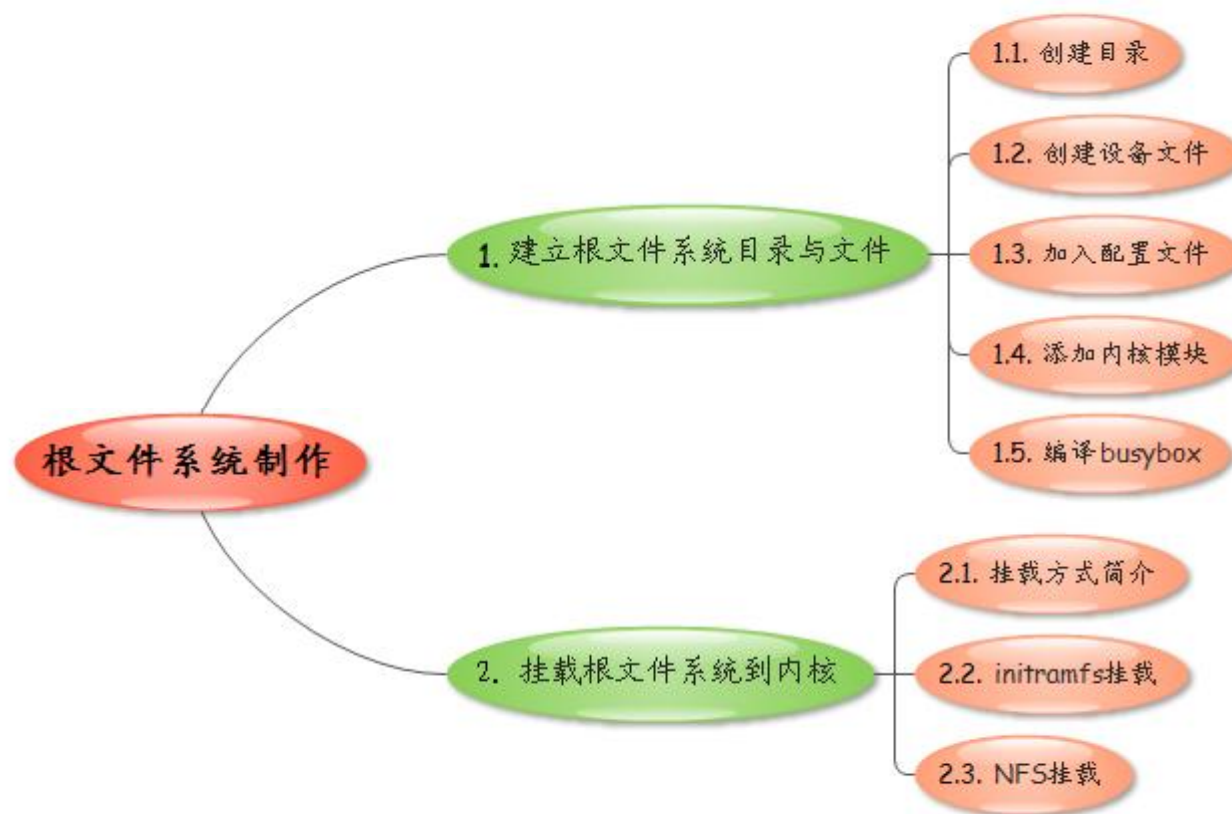 根文件系统制作
1. 建立根文件系统目录与文件
1.1. 创建目录
1.2. 创建设备文件
1.3. 加入配置文件
1.4. 添加内核模块
1.5. 编译busybox
2. 挂载根文件系统到内核
2.1. 挂载方式简介
2.2. initramfs挂载
2.3. NFS挂载